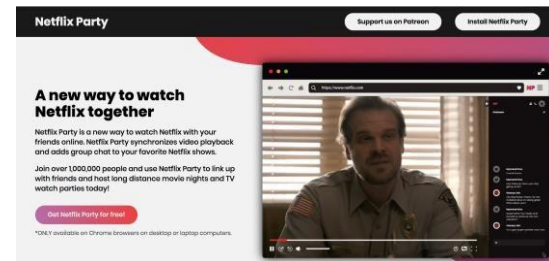 Netflix Party
Support us on Patreon
Install Netflix Party
A new way to watch
Netflix together
Netflix Party is a new way to watch Netflix with your
friends online. Netflix Party synchronizes video playback
and adds group chat to your favorite Netflix shows.
Join over 1,000,000 people and use Netflix Party to link up
with friends and host long distance movie nights and TV
watch parties today!
Get Netflix Party for free!
*ONLY available on Chrome browsers on desktop or laptop computers.
https://www.netflix.com
NP